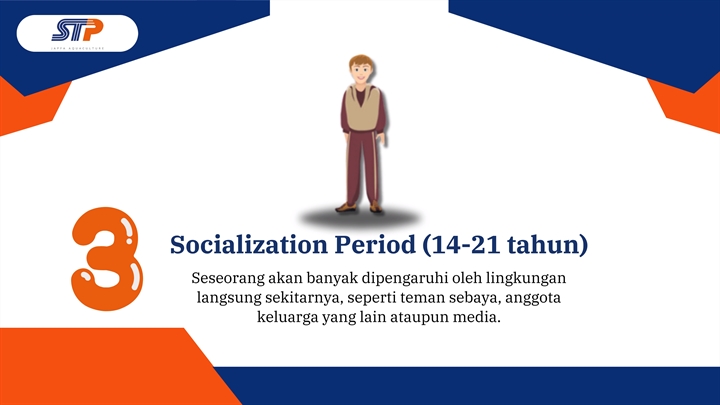 STP
JAPFA AQUACULTURE
3
Socialization Period (14-21 tahun)
Seseorang akan banyak dipengaruhi oleh lingkungan
langsung sekitarnya, seperti teman sebaya, anggota
keluarga yang lain ataupun media.